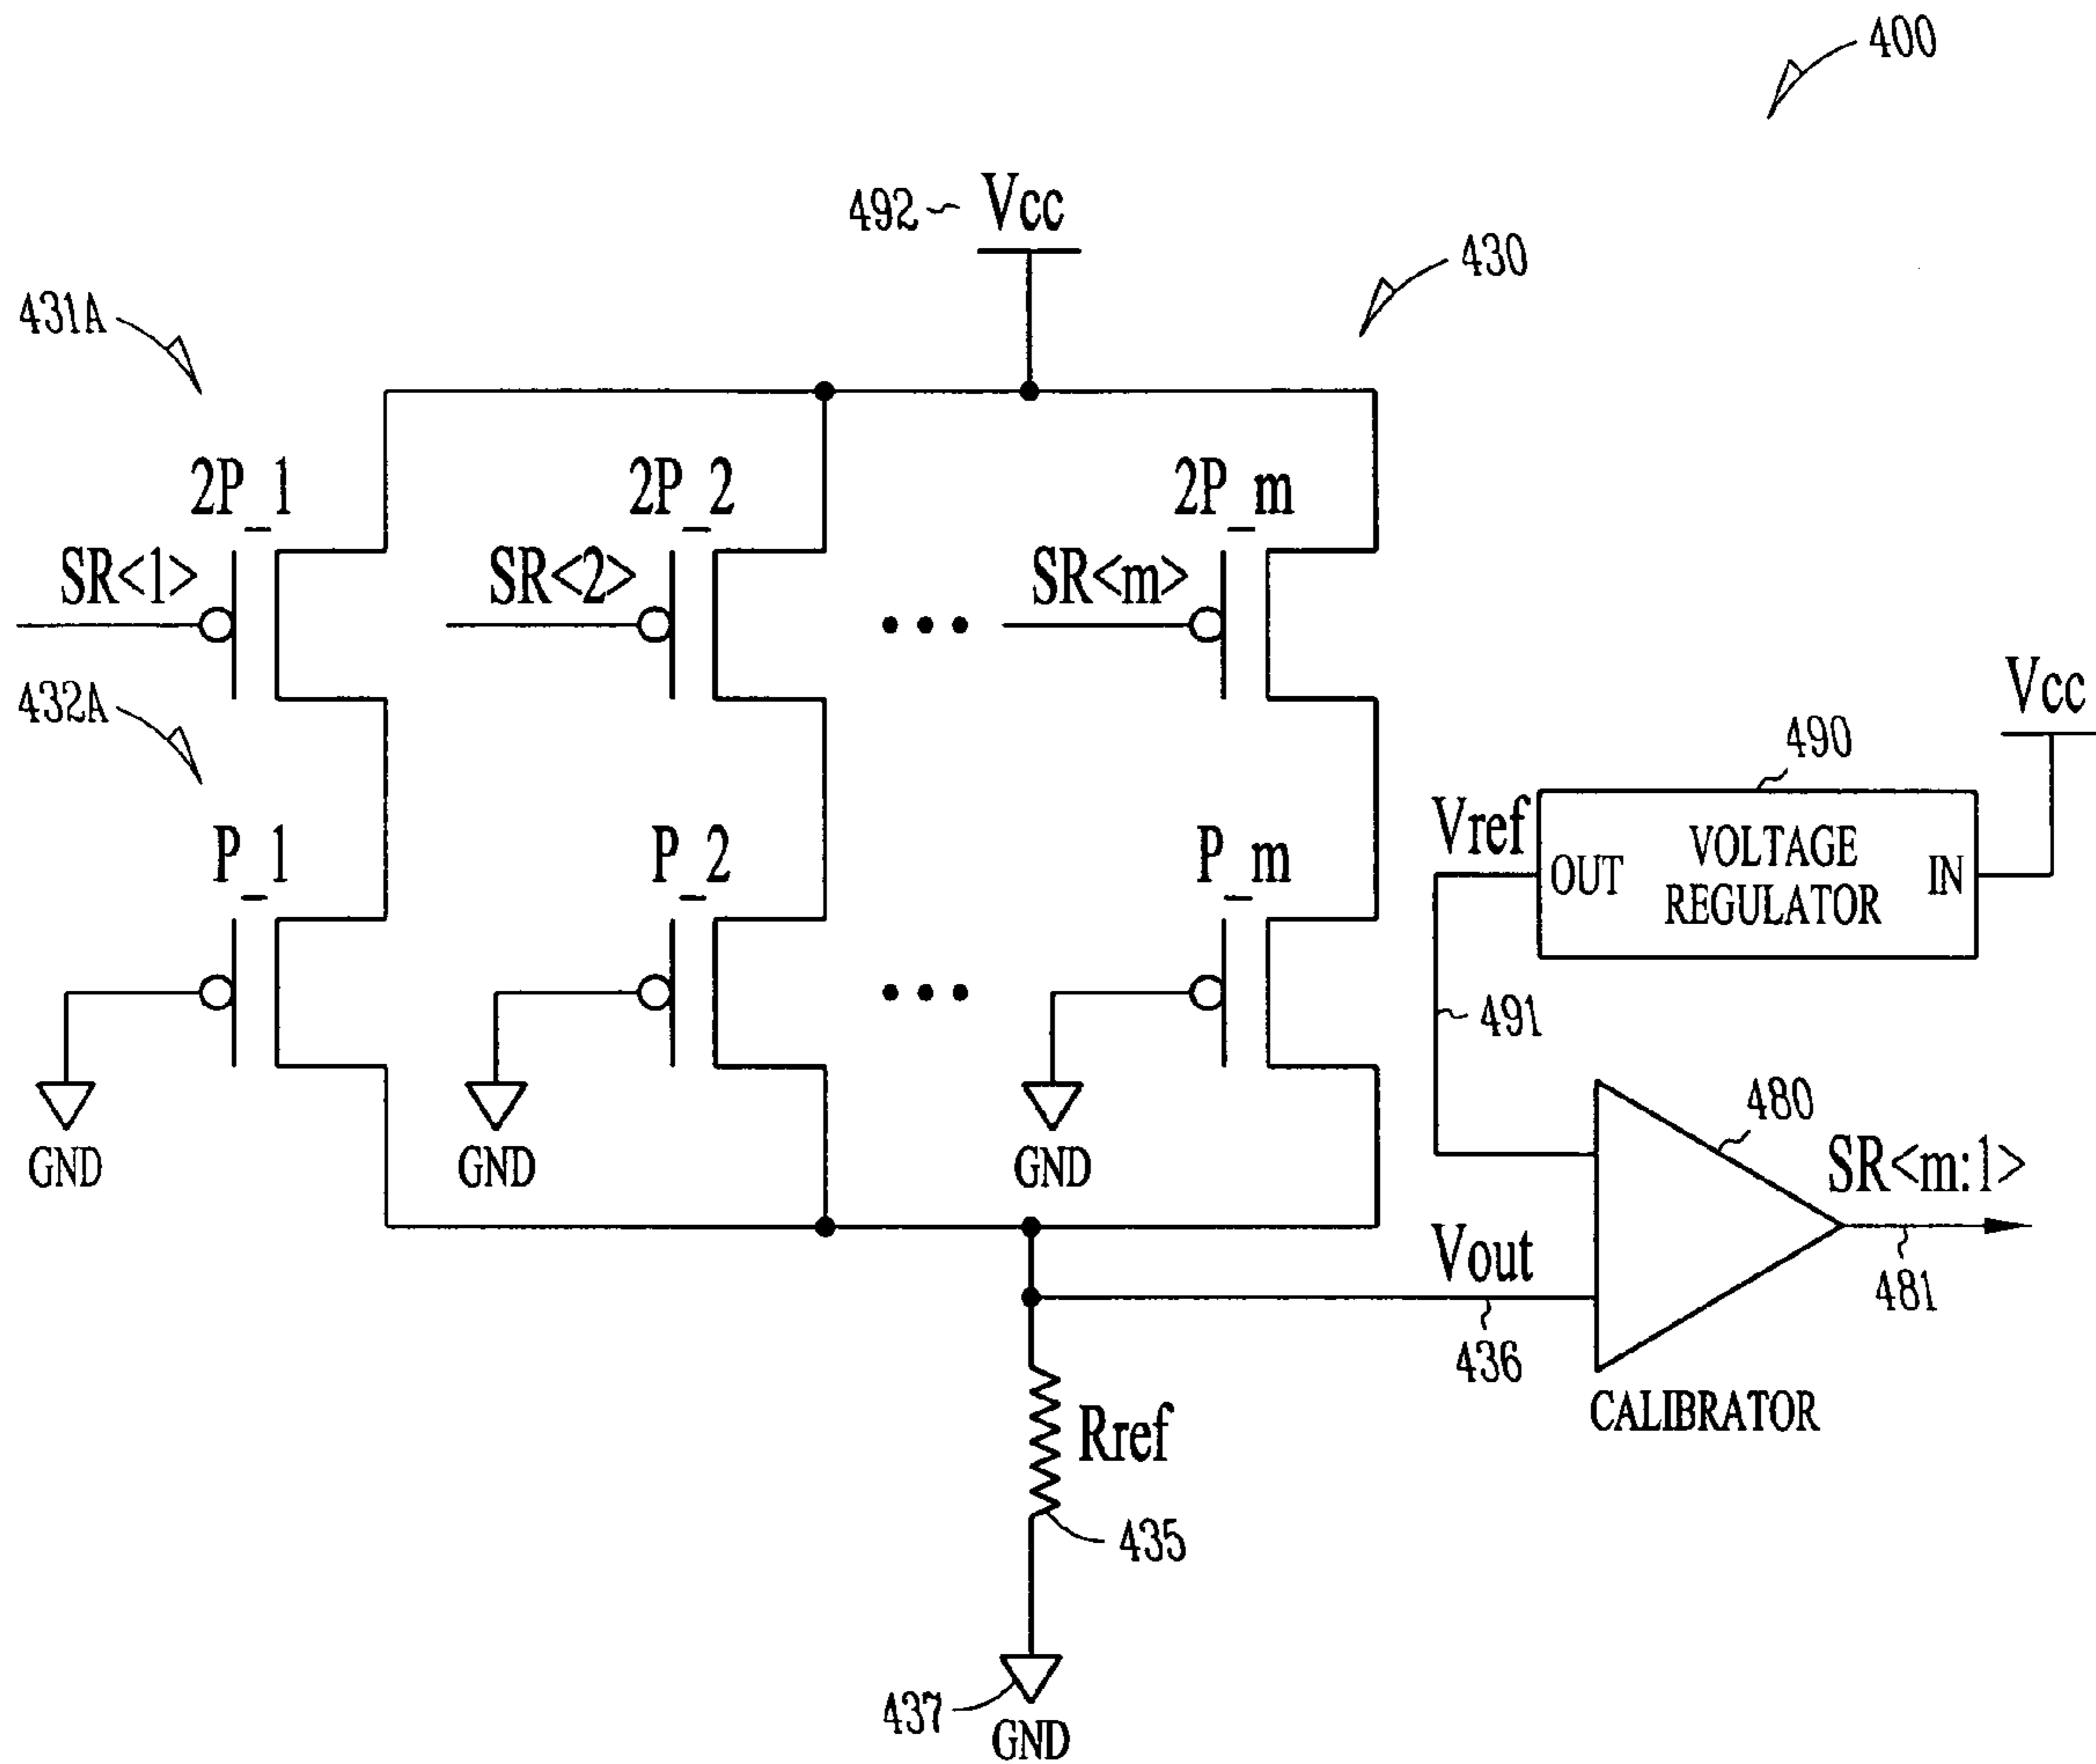 400
492 Vcc
430
431A
2P_1 2P_2 2P_m
SR<1> SR<2> SR<m>
432A
Vcc
490
P_1 P_2 P_m
Vref
OUT VOLTAGE REGULATOR IN
491
480
GND GND GND
SR<m:1>
Vout
481
436
CALIBRATOR
Rref
435
437
GND